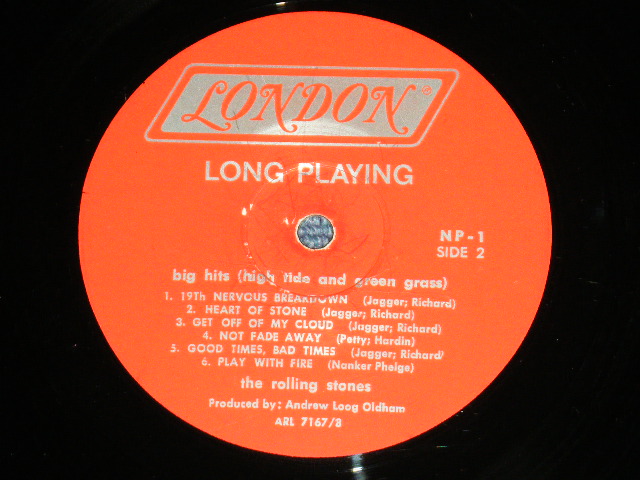 LONDON®
LONG PLAYING
NP-1
SIDE 2
big hits (high tide and green grass)
1. 19Th NERVOUS BREAKDOWN (Jagger; Richard)
2. HEART OF STONE (Jagger; Richard)
3. GET OFF OF MY CLOUD (Jagger; Richard)
4. NOT FADE AWAY (Petty; Hardin)
5. GOOD TIMES, BAD TIMES (Jagger; Richard)
6. PLAY WITH FIRE (Nanker Phelge)
the rolling stones
Produced by: Andrew Loog Oldham
ARL 7167/8